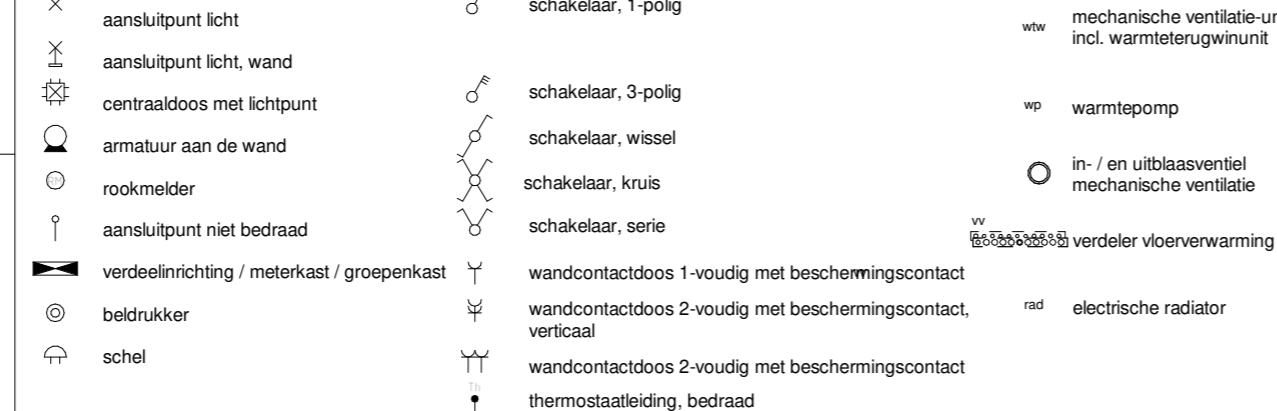 aansluitpunt licht
aansluitpunt licht, wand
centraaldoos met lichtpunt
armatuur aan de wand
RM
rookmelder
aansluitpunt niet bedraad
verdeelinrichting / meterkast / groepenkast
beldrukker
schel
schakelaar, 1-polig
schakelaar, 3-polig
schakelaar, wissel
schakelaar, kruis
schakelaar, serie
wandcontactdoos 1-voudig met beschermingscontact
wandcontactdoos 2-voudig met beschermingscontact,
verticaal
wandcontactdoos 2-voudig met beschermingscontact
Th
thermostaatleiding, bedraad
wtw
mechanische ventilatie-un
incl. warmteterugwinunit
wp
warmtepomp
in- / en uitblaasventiel
mechanische ventilatie
vv
verdeler vloerverwarming
rad
electrische radiator